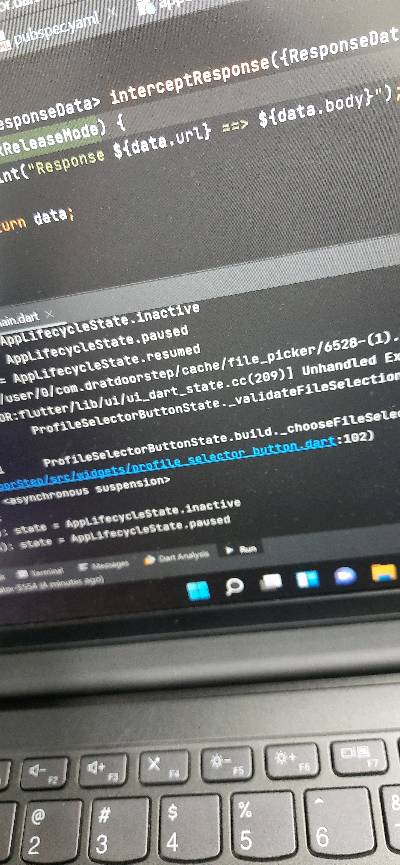 pubspec.yaml
esponseData> interceptResponse({ResponseDat
ReleaseMode) {
int("Response ${data.url} ==> ${data.body}");
urn data;
ain.dart
AppLifecycleState.inactive
AppLifecycleState.paused
= AppLifecycleState.resumed
/user/0/com.dratdoorstep/cache/file_picker/6528-(1).
OR:flutter/lib/ui/ui_dart_state.cc(209)] Unhandled Ex
ProfileSelectorButtonState._validateFileSelection
ProfileSelectorButtonState.build._chooseFileSelec
oorStep/src/widgets/profile_selector_button.dart:102)
<asynchronous suspension>
): state = AppLifecycleState.inactive
): state = AppLifecycleState.paused
Terminal Messages Dart Analysis Run
(4 minutes ago)
F2 F3 F4 F5 F6 F7
@ # $ % ^ &
2 3 4 5 6